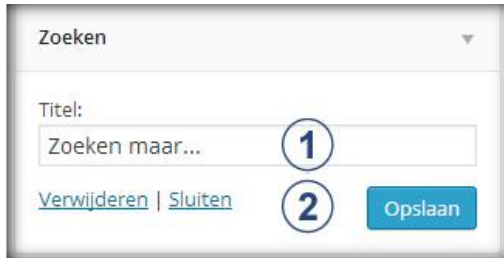 Zoeken
Titel:
Zoeken maar... 1
Verwijderen | Sluiten 2 Opslaan